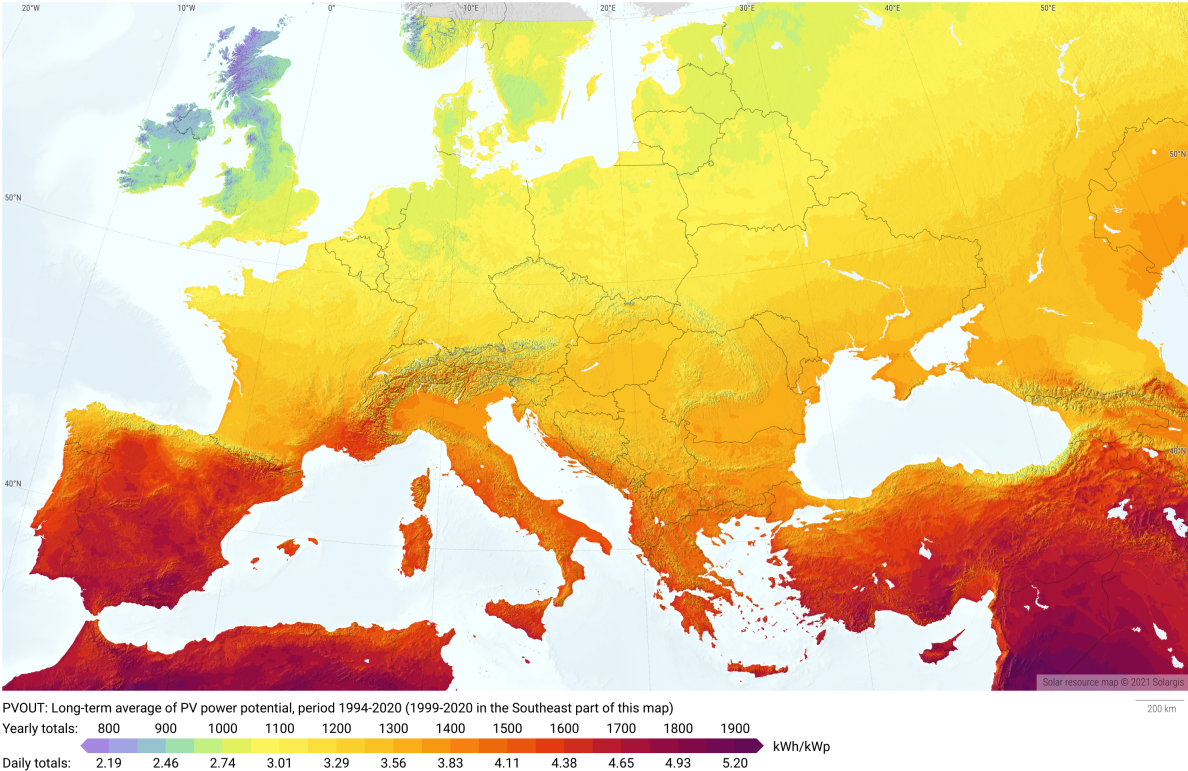 20°W 10°W 0° 10°E 20°E 30°E 40°E 50°E
50°N
50°N
40°N
40°N
Solar resource map © 2021 Solargis
PVOUT: Long-term average of PV power potential, period 1994-2020 (1999-2020 in the Southeast part of this map)
200 km
Yearly totals: 800 900 1000 1100 1200 1300 1400 1500 1600 1700 1800 1900
kWh/kWp
Daily totals: 2.19 2.46 2.74 3.01 3.29 3.56 3.83 4.11 4.38 4.65 4.93 5.20